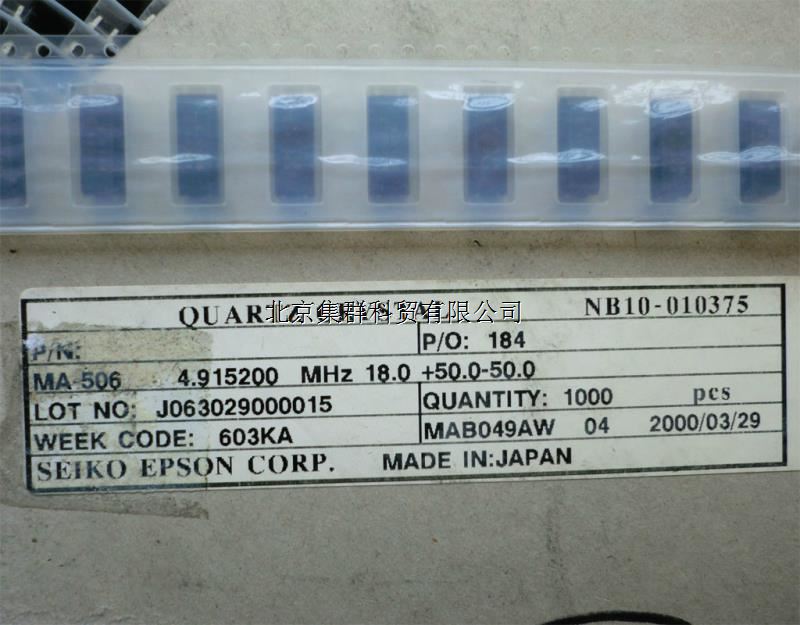 QUARTZ CRYSTAL NB10-010375
北京集群科贸有限公司
P/N: P/O: 184
MA-506 4.915200 MHz 18.0 +50.0-50.0
LOT NO: J063029000015 QUANTITY: 1000 pcs
WEEK CODE: 603KA MAB049AW 04 2000/03/29
SEIKO EPSON CORP. MADE IN:JAPAN